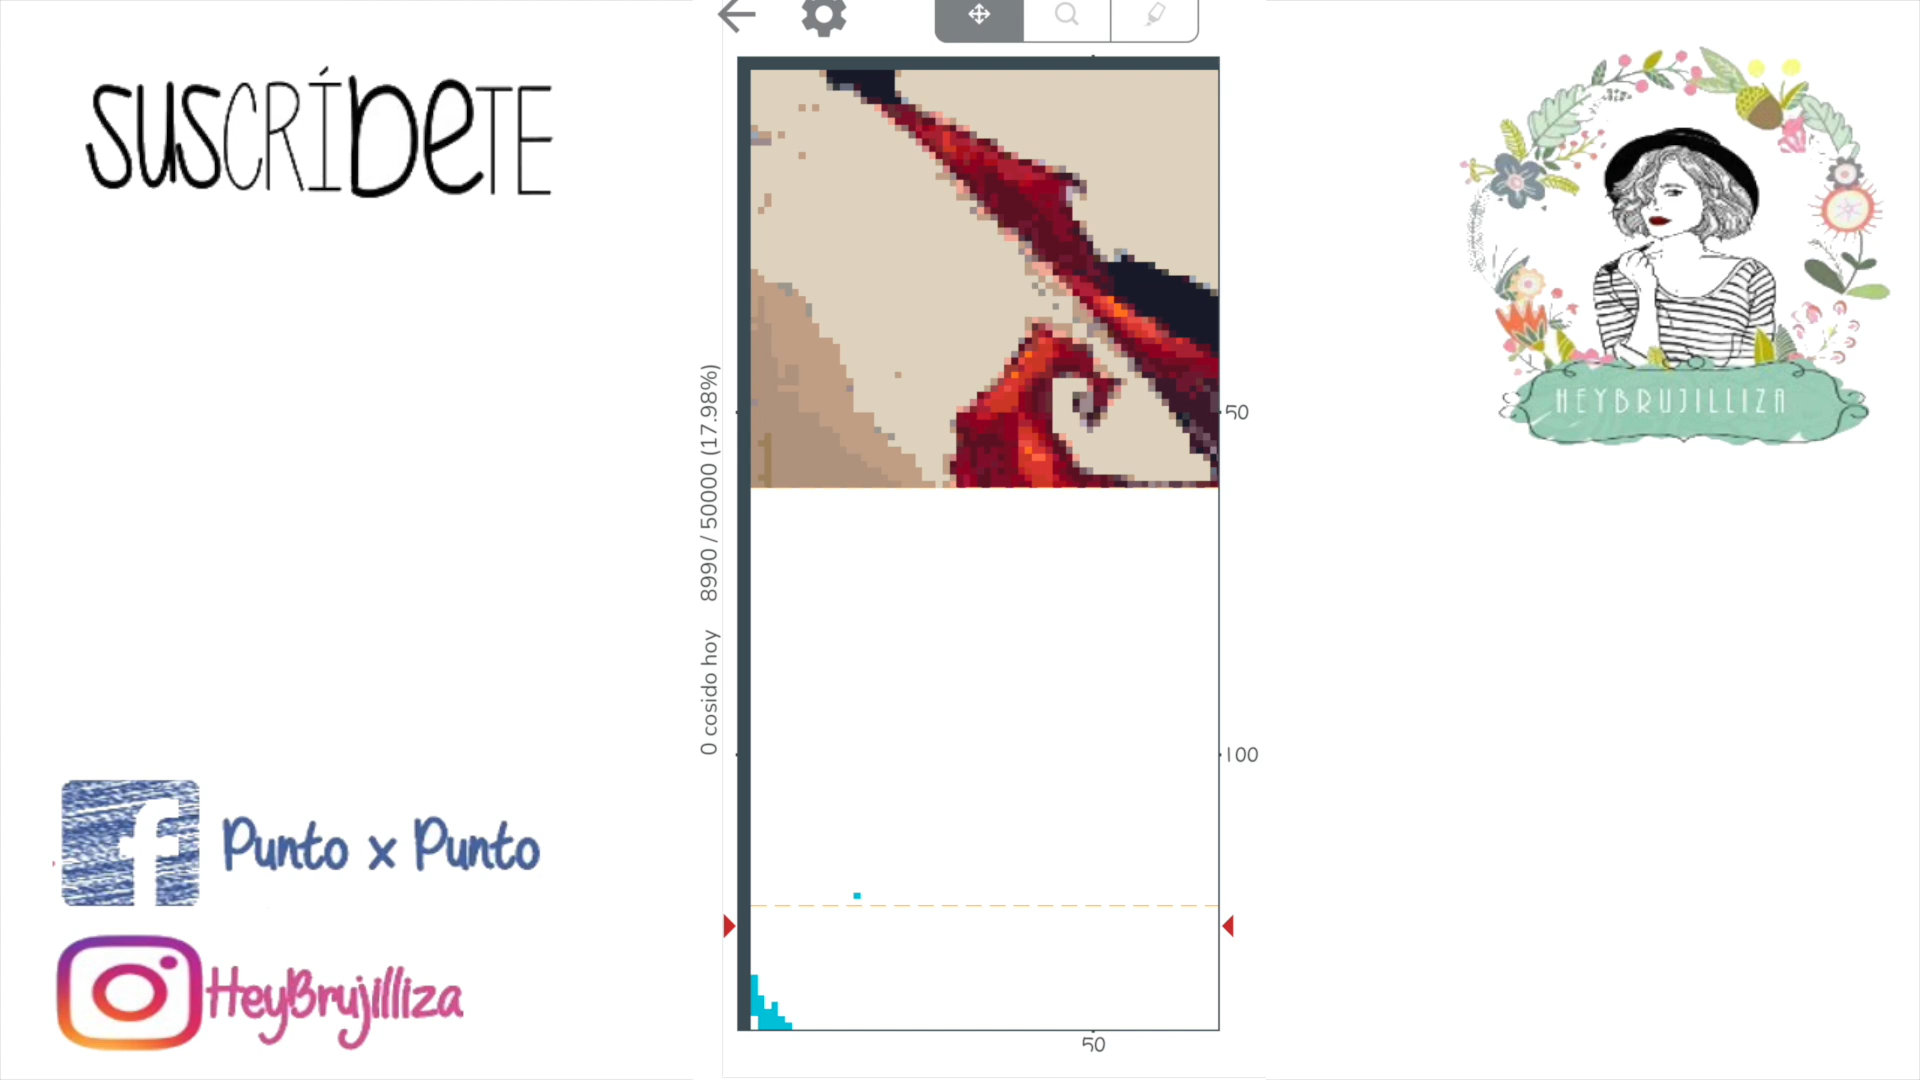 SUSCRÍBETE
HEYBRUJILLIZA
0 cosido hoy 8990 / 50000 (17.98%)
50
100
50
Punto x Punto
HeyBrujilliza